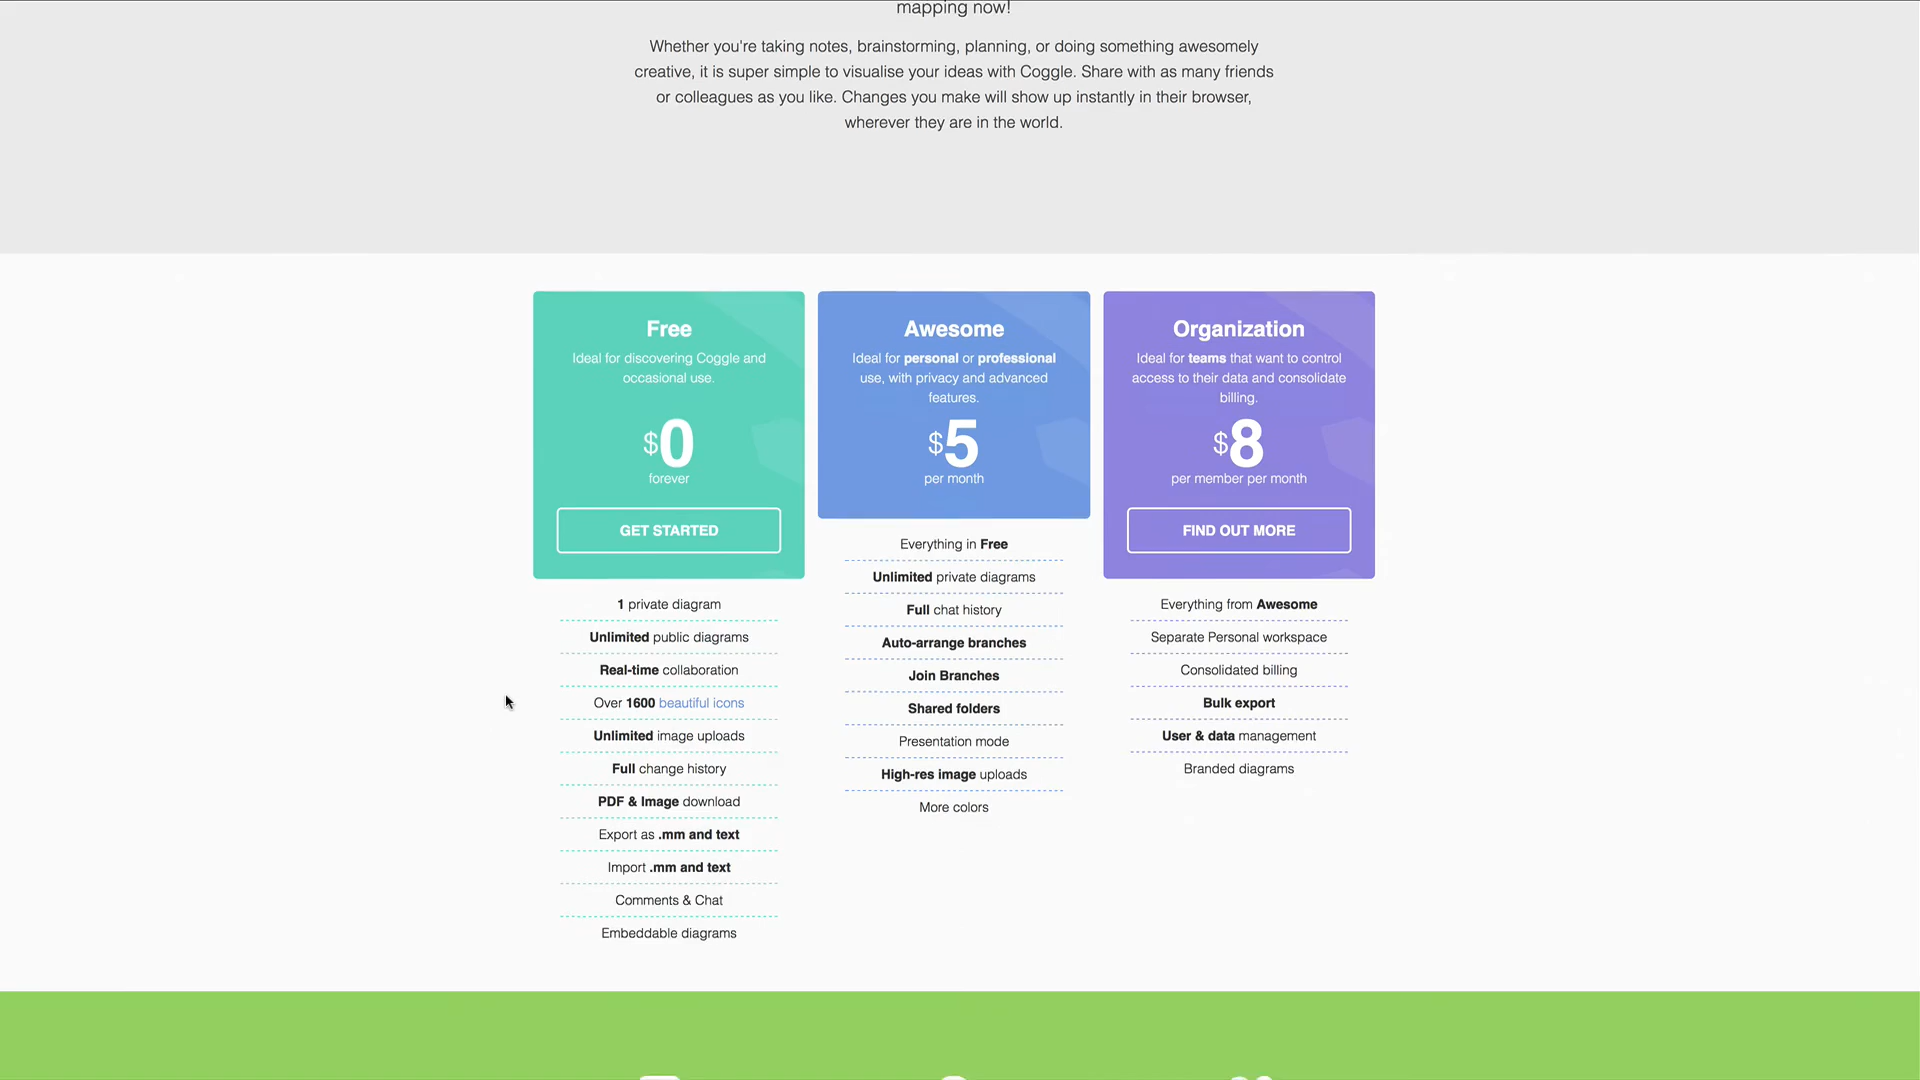 mapping now!
Whether you're taking notes, brainstorming, planning, or doing something awesomely
creative, it is super simple to visualise your ideas with Coggle. Share with as many friends
or colleagues as you like. Changes you make will show up instantly in their browser,
wherever they are in the world.
Free
Ideal for discovering Coggle and
occasional use.
$0
forever
GET STARTED
1 private diagram
Unlimited public diagrams
Real-time collaboration
Over 1600 beautiful icons
Unlimited image uploads
Full change history
PDF & Image download
Export as .mm and text
Import .mm and text
Comments & Chat
Embeddable diagrams
Awesome
Ideal for personal or professional
use, with privacy and advanced
features.
$5
per month
Everything in Free
Unlimited private diagrams
Full chat history
Auto-arrange branches
Join Branches
Shared folders
Presentation mode
High-res image uploads
More colors
Organization
Ideal for teams that want to control
access to their data and consolidate
billing.
$8
per member per month
FIND OUT MORE
Everything from Awesome
Separate Personal workspace
Consolidated billing
Bulk export
User & data management
Branded diagrams